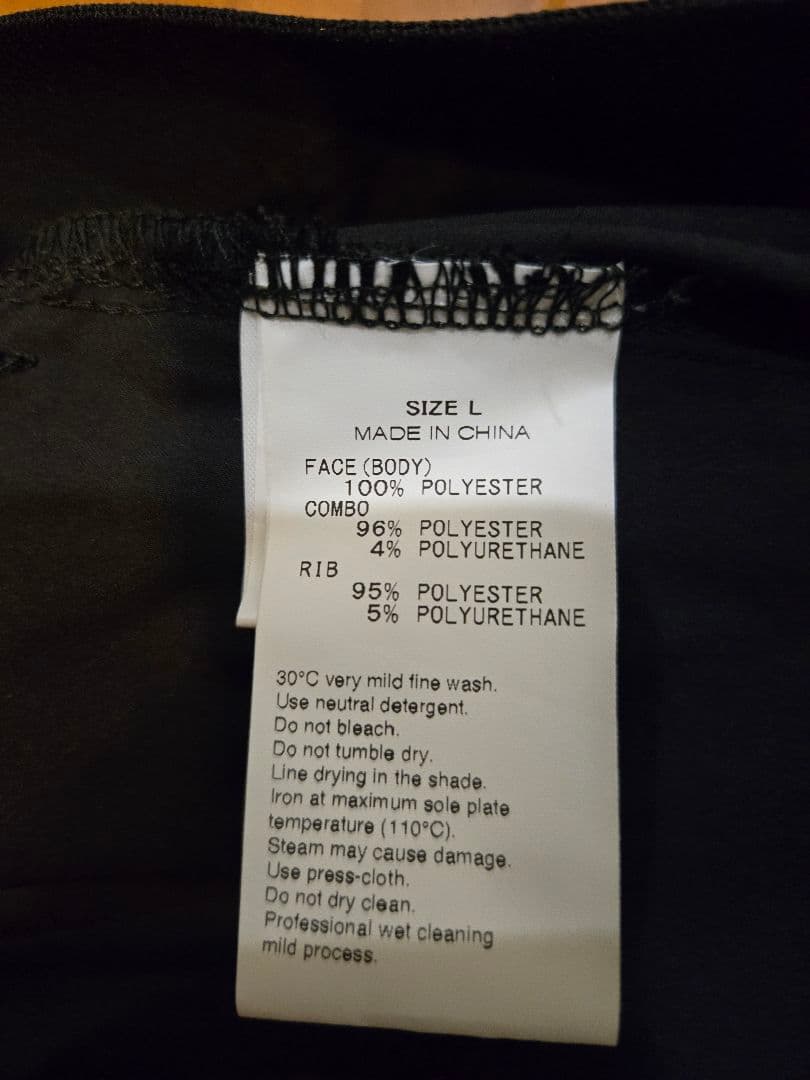 SIZE L
MADE IN CHINA
FACE (BODY)
100% POLYESTER
COMBO
96% POLYESTER
4% POLYURETHANE
RIB
95% POLYESTER
5% POLYURETHANE
30°C very mild fine wash.
Use neutral detergent.
Do not bleach.
Do not tumble dry.
Line drying in the shade.
Iron at maximum sole plate
temperature (110°C).
Steam may cause damage.
Use press-cloth.
Do not dry clean.
Professional wet cleaning
mild process.